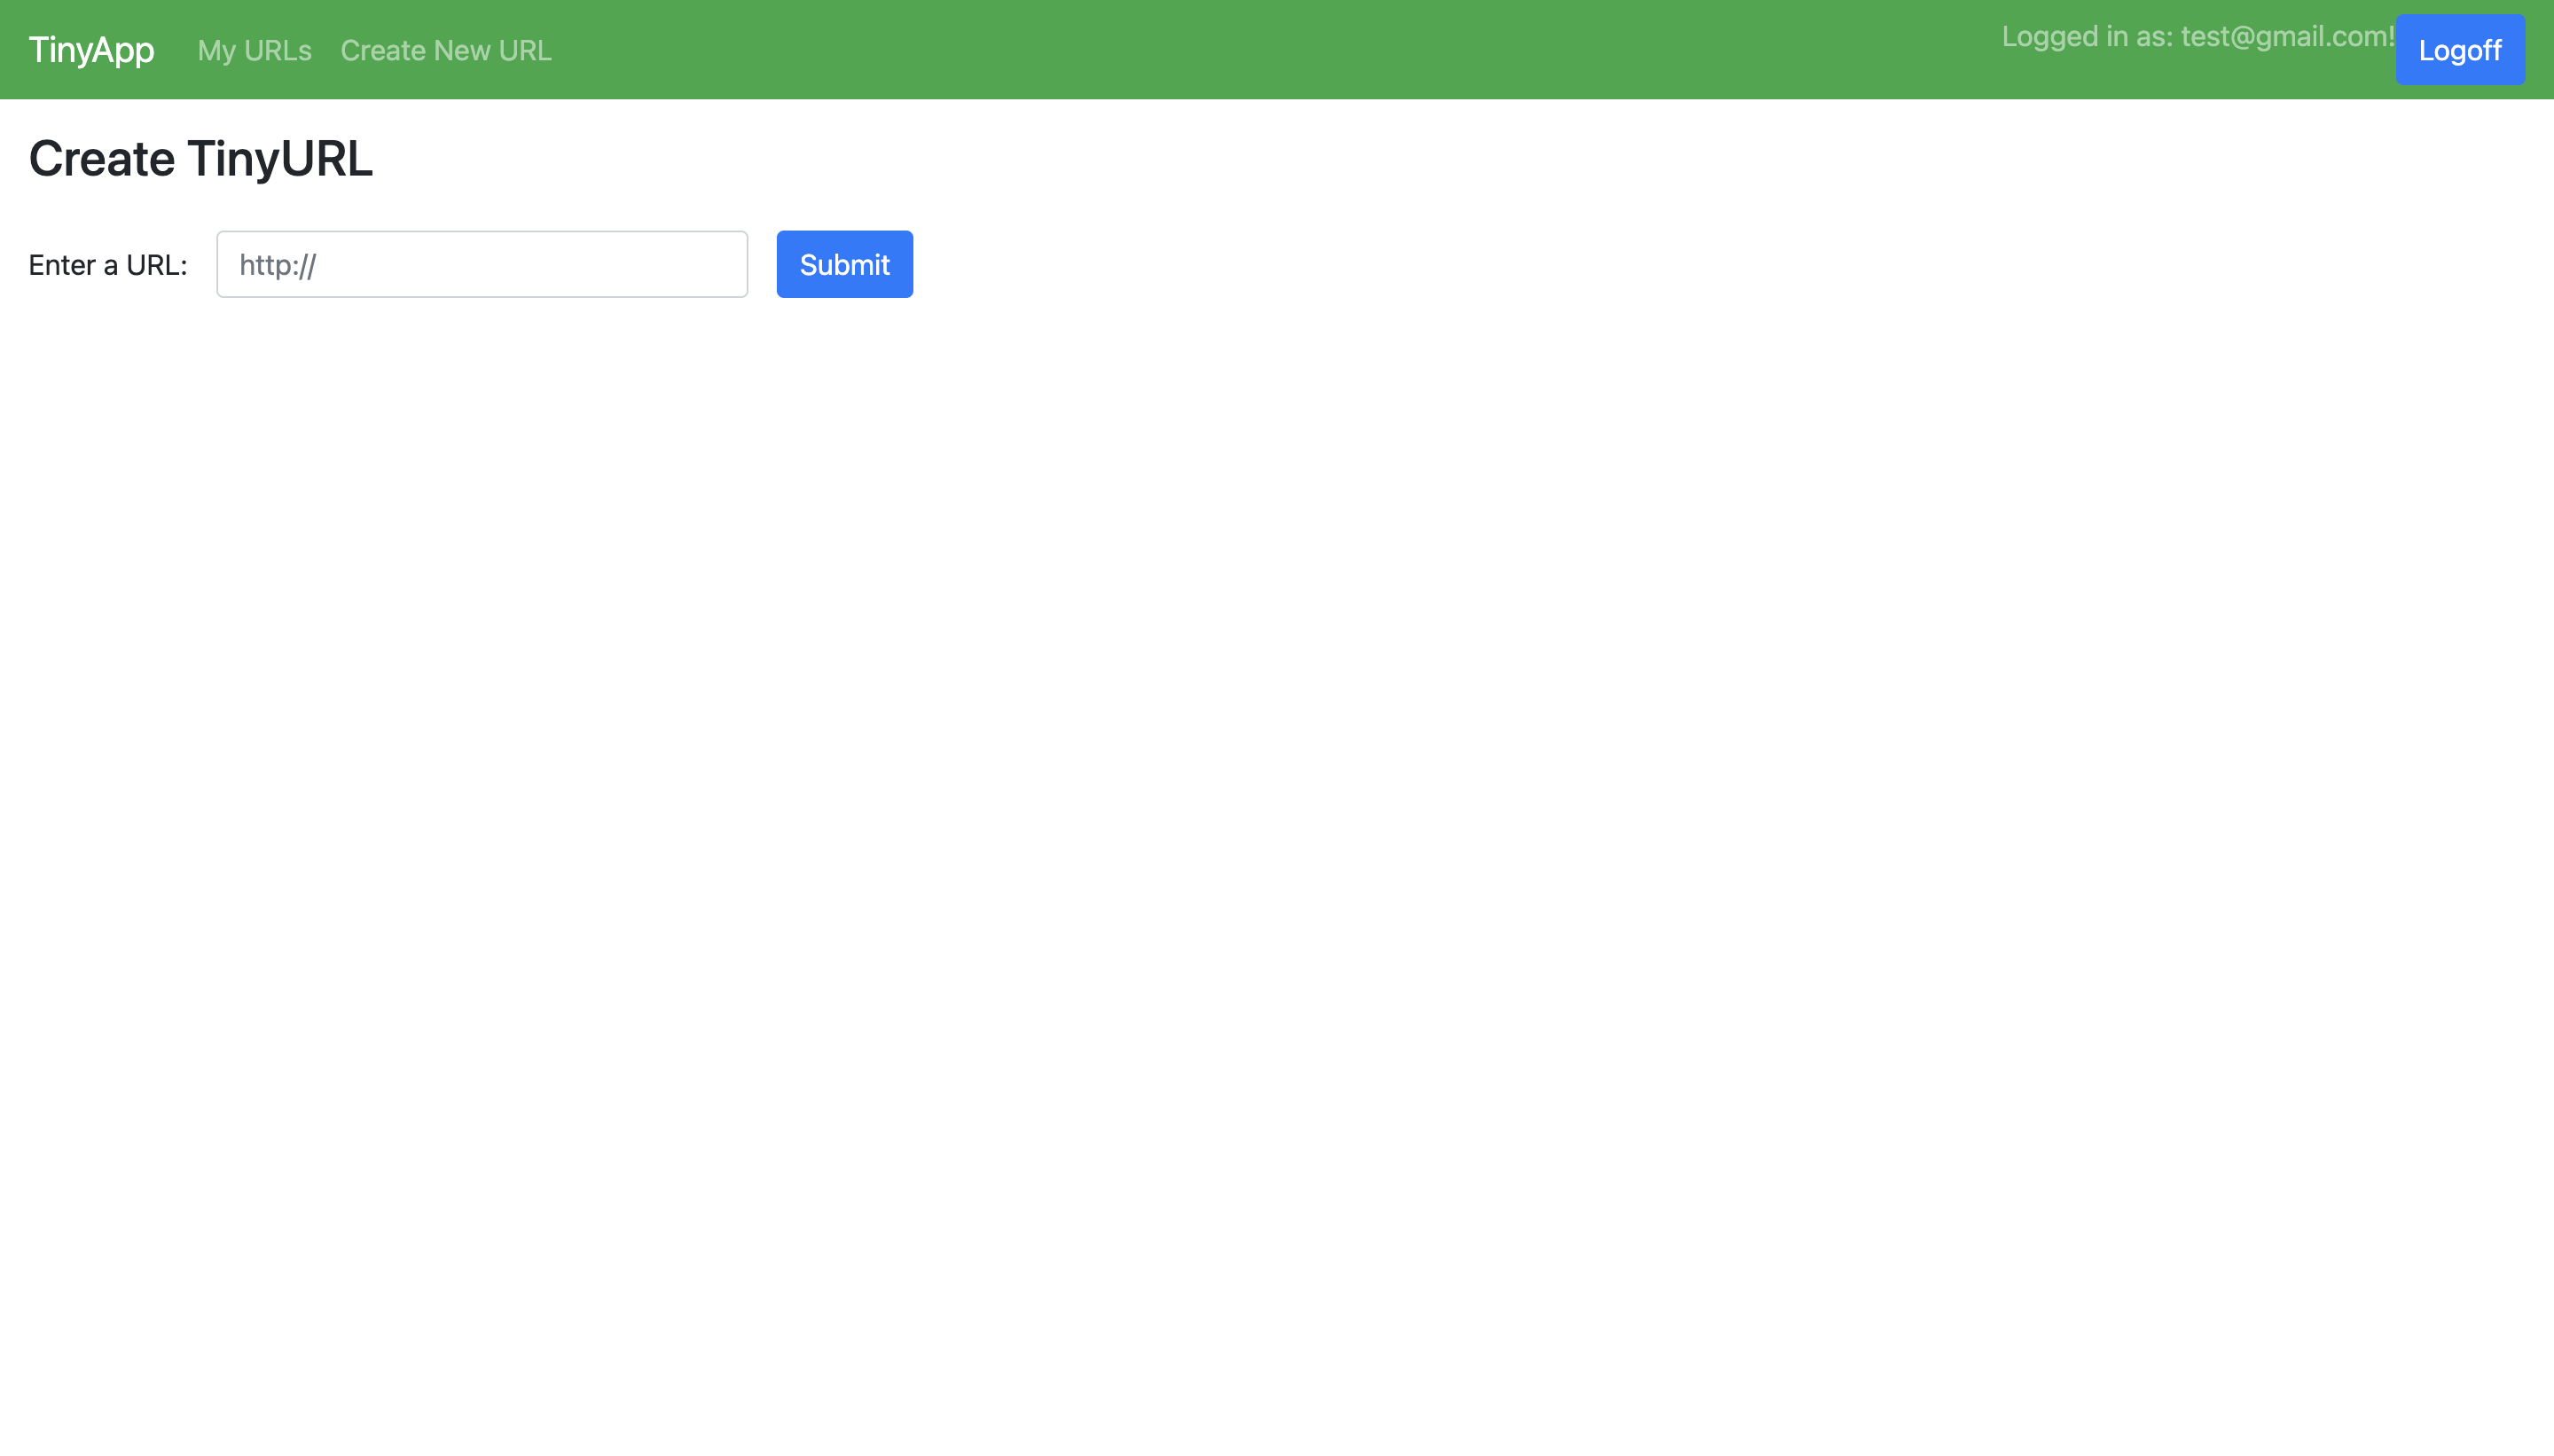 TinyApp My URLs Create New URL Logged in as: test@gmail.com! Logoff
Create TinyURL
Enter a URL: http:// Submit